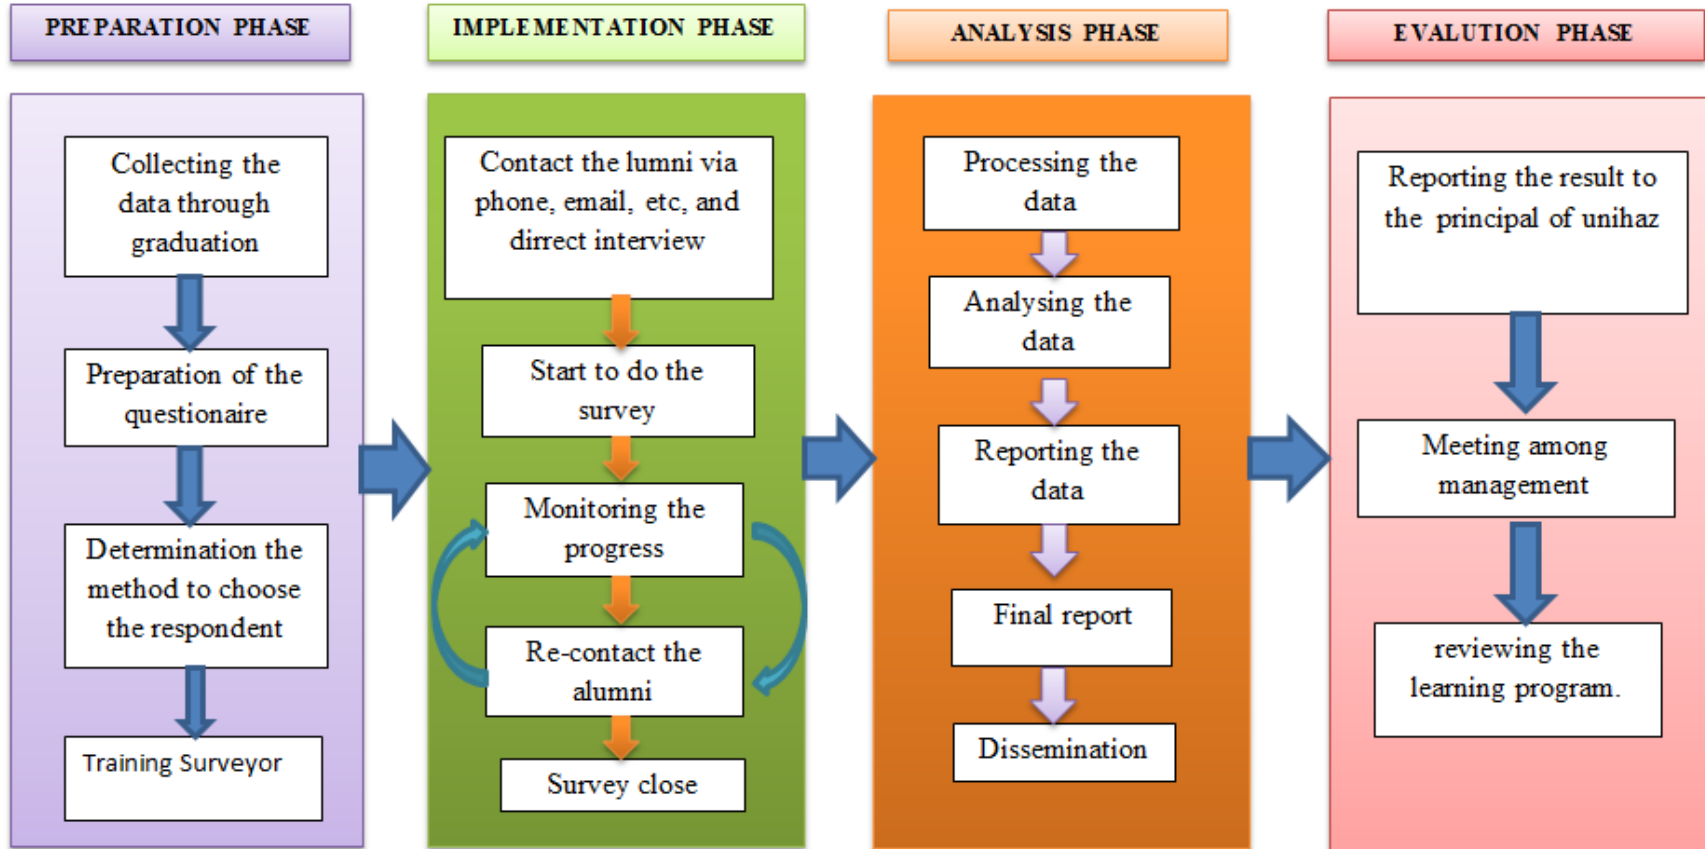 PREPARATION PHASE
Collecting the
data through
graduation
Preparation of the
questionaire
Determination the
method to choose
the respondent
Training Surveyor
IMPLEMENTATION PHASE
Contact the lumni via
phone, email, etc, and
dirrect interview
Start to do the
survey
Monitoring the
progress
Re-contact the
alumni
Survey close
ANALYSIS PHASE
Processing the
data
Analysing the
data
Reporting the
data
Final report
Dissemination
EVALUTION PHASE
Reporting the result to
the principal of unihaz
Meeting among
management
reviewing the
learning program.